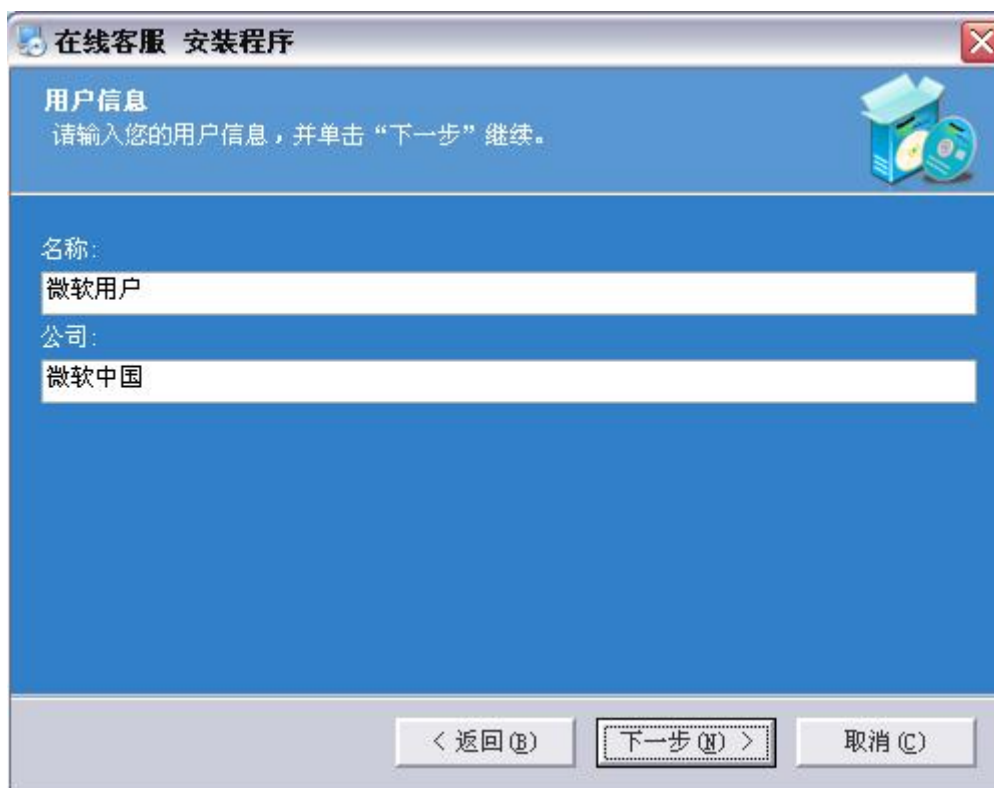 在线客服 安装程序
用户信息
请输入您的用户信息，并单击“下一步”继续。
名称:
微软用户
公司:
微软中国
< 返回(B) 下一步(N) > 取消(C)